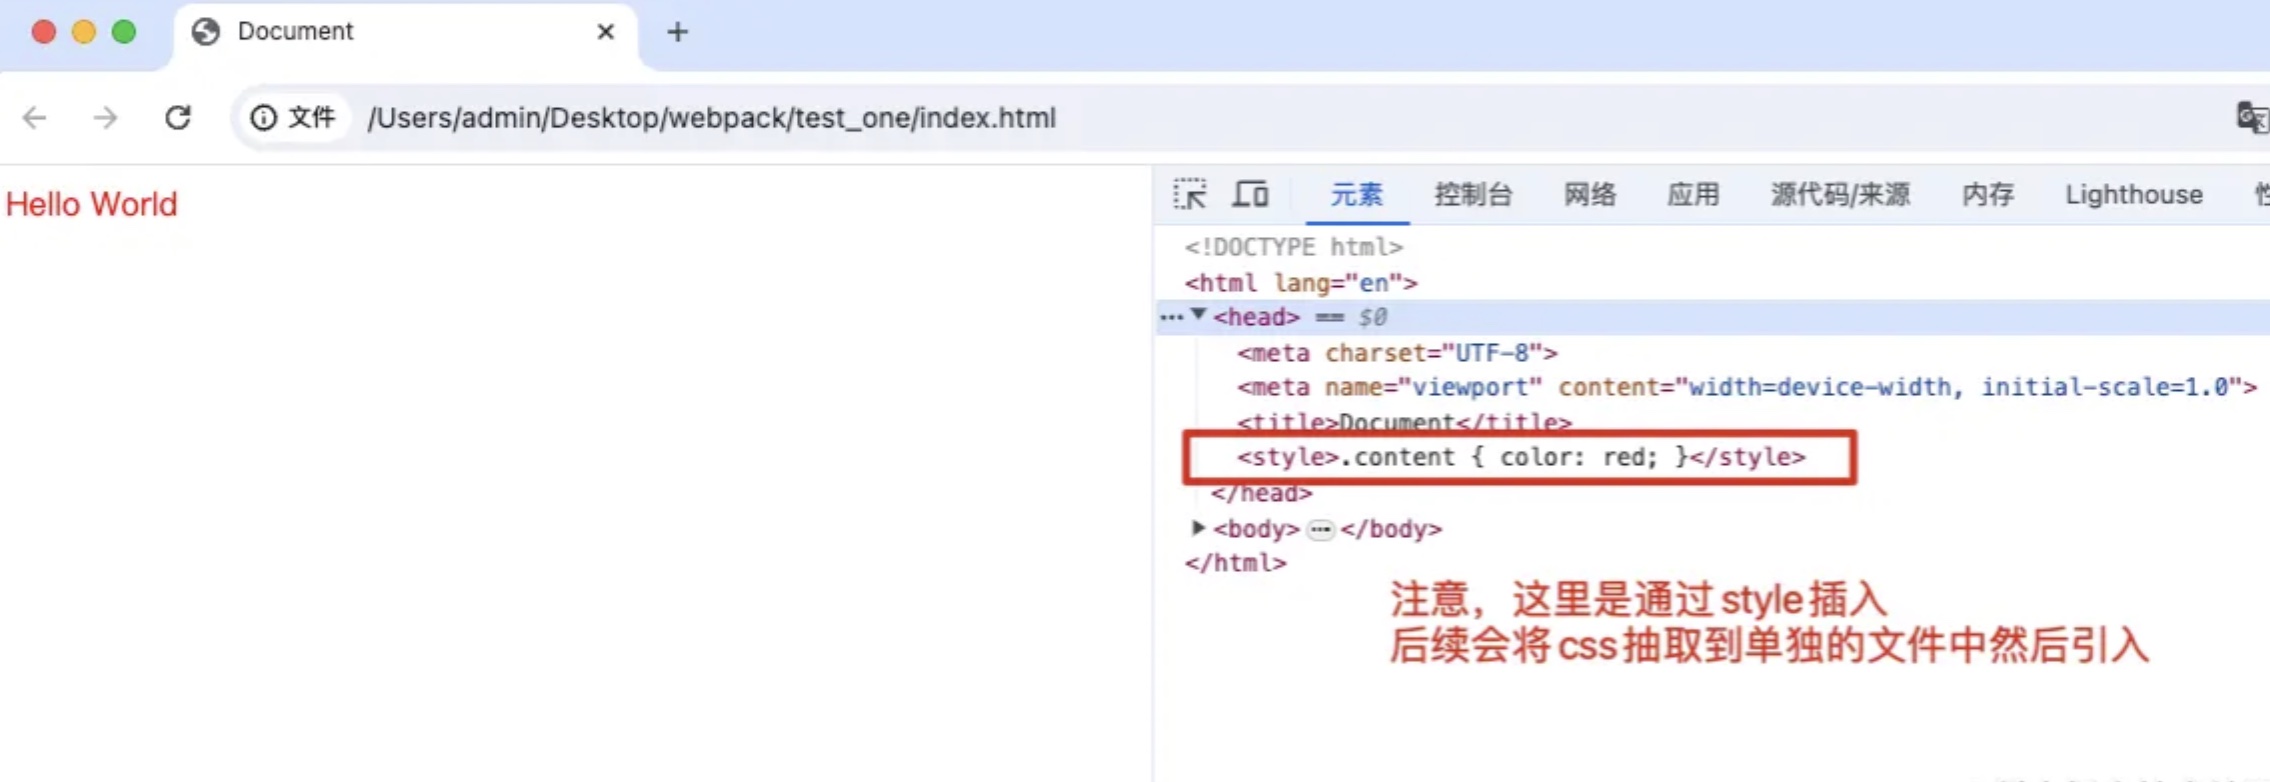 Document
文件 /Users/admin/Desktop/webpack/test_one/index.html
Hello World
元素 控制台 网络 应用 源代码/来源 内存 Lighthouse
<!DOCTYPE html>
<html lang="en">
<head> == $0
<meta charset="UTF-8">
<meta name="viewport" content="width=device-width, initial-scale=1.0">
<title>Document</title>
<style>.content { color: red; }</style>
</head>
<body> … </body>
</html>
注意，这里是通过style插入
后续会将css抽取到单独的文件中然后引入